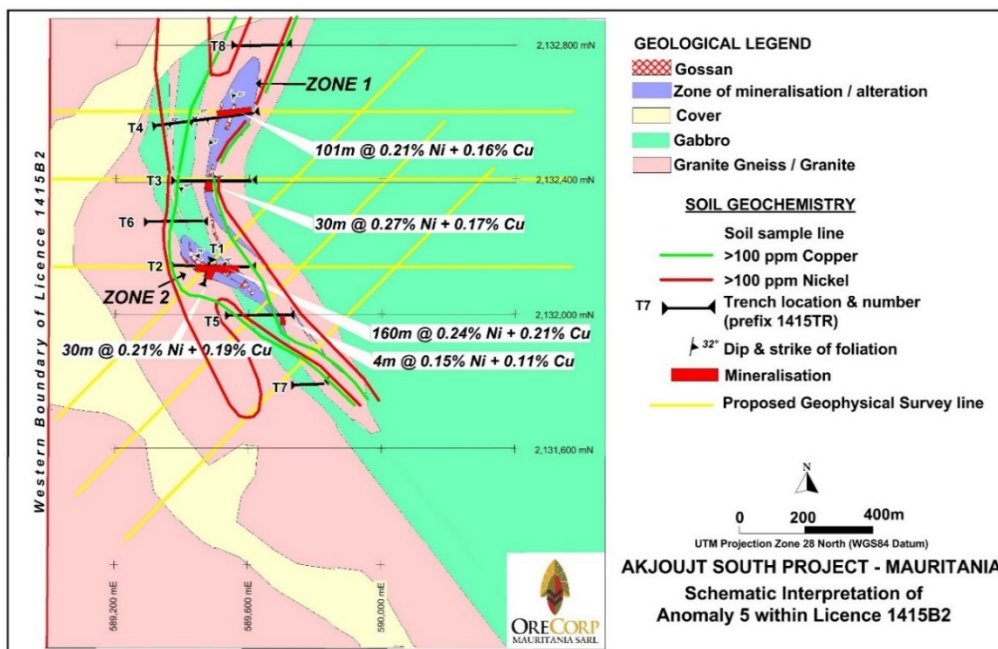 T8
2,132,800 mN
ZONE 1
T4
101m @ 0.21% Ni + 0.16% Cu
T3
2,132,400 mN
30m @ 0.27% Ni + 0.17% Cu
T6
T1
T2
ZONE 2
T5
2,132,000 mN
160m @ 0.24% Ni + 0.21% Cu
30m @ 0.21% Ni + 0.19% Cu
4m @ 0.15% Ni + 0.11% Cu
T7
2,131,600 mN
Western Boundary of Licence 1415B2
589,200 mE
589,600 mE
590,000 mE
ORECORP
MAURITANIA SARL
GEOLOGICAL LEGEND
Gossan
Zone of mineralisation / alteration
Cover
Gabbro
Granite Gneiss / Granite
SOIL GEOCHEMISTRY
Soil sample line
>100 ppm Copper
>100 ppm Nickel
T7 Trench location & number
(prefix 1415TR)
32° Dip & strike of foliation
Mineralisation
Proposed Geophysical Survey line
N
0 200 400m
UTM Projection Zone 28 North (WGS84 Datum)
AKJOUJT SOUTH PROJECT - MAURITANIA
Schematic Interpretation of
Anomaly 5 within Licence 1415B2